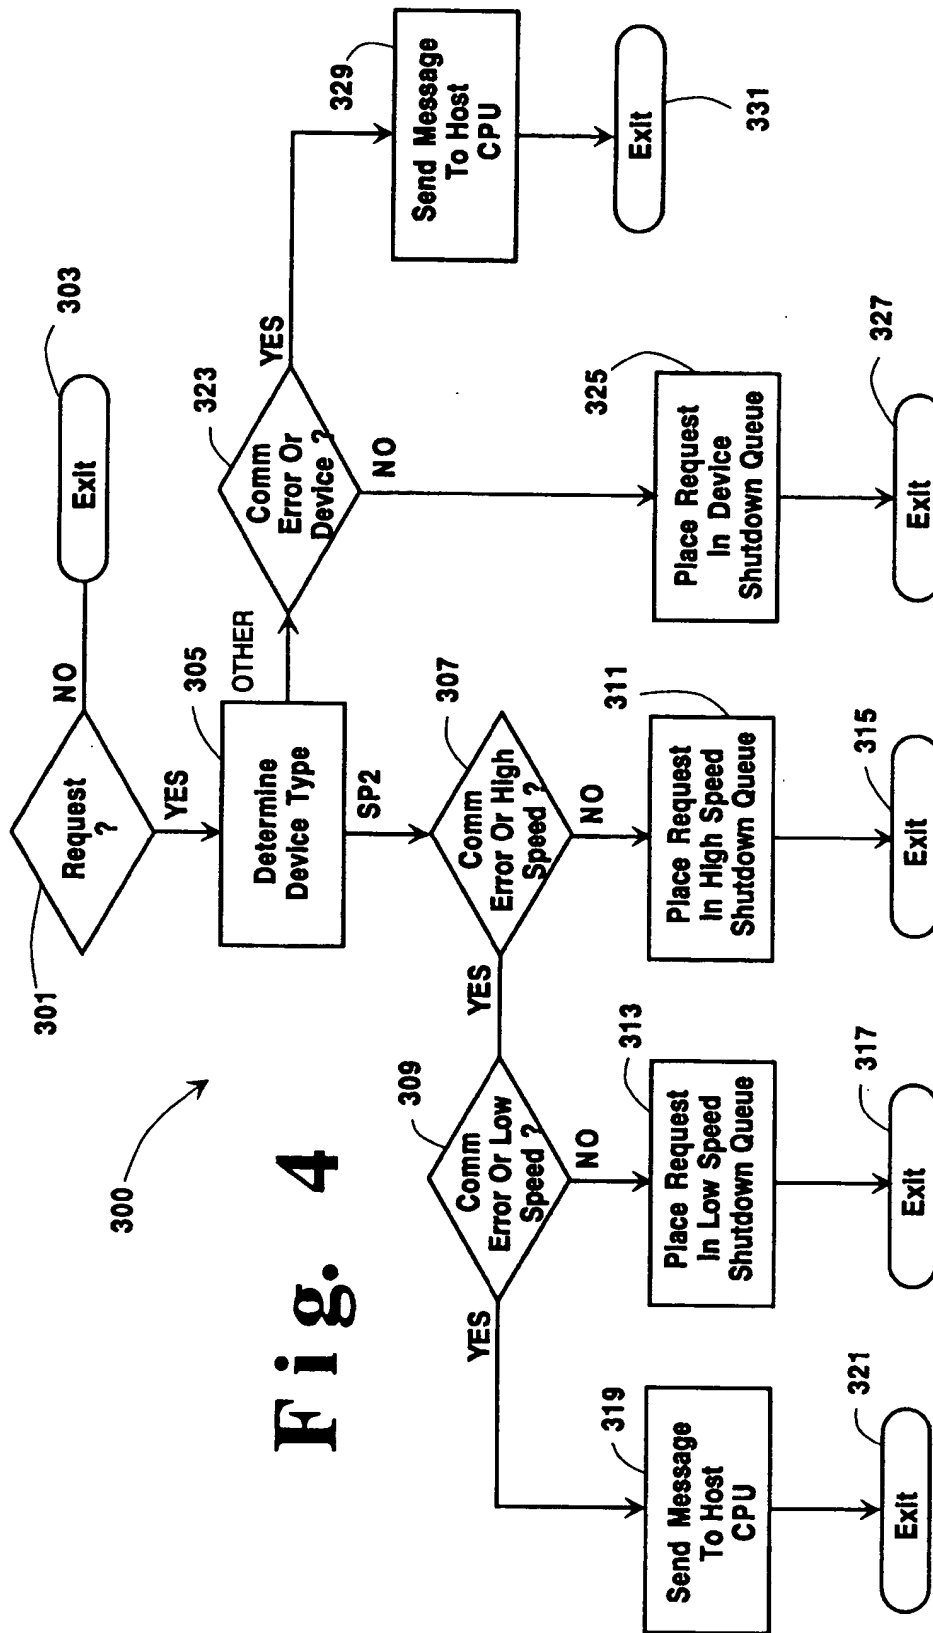 Fig. 4
300
Request
?
301
NO
Exit
303
YES
Determine
Device Type
305
OTHER
SP2
Comm
Error Or
Device ?
323
YES
NO
Send Message
To Host
CPU
329
Exit
331
Comm
Error Or High
Speed ?
307
YES
NO
Comm
Error Or Low
Speed ?
309
YES
NO
Send Message
To Host
CPU
319
Place Request
In Low Speed
Shutdown Queue
313
Place Request
In High Speed
Shutdown Queue
311
Place Request
In Device
Shutdown Queue
325
Exit
321
Exit
317
Exit
315
Exit
327